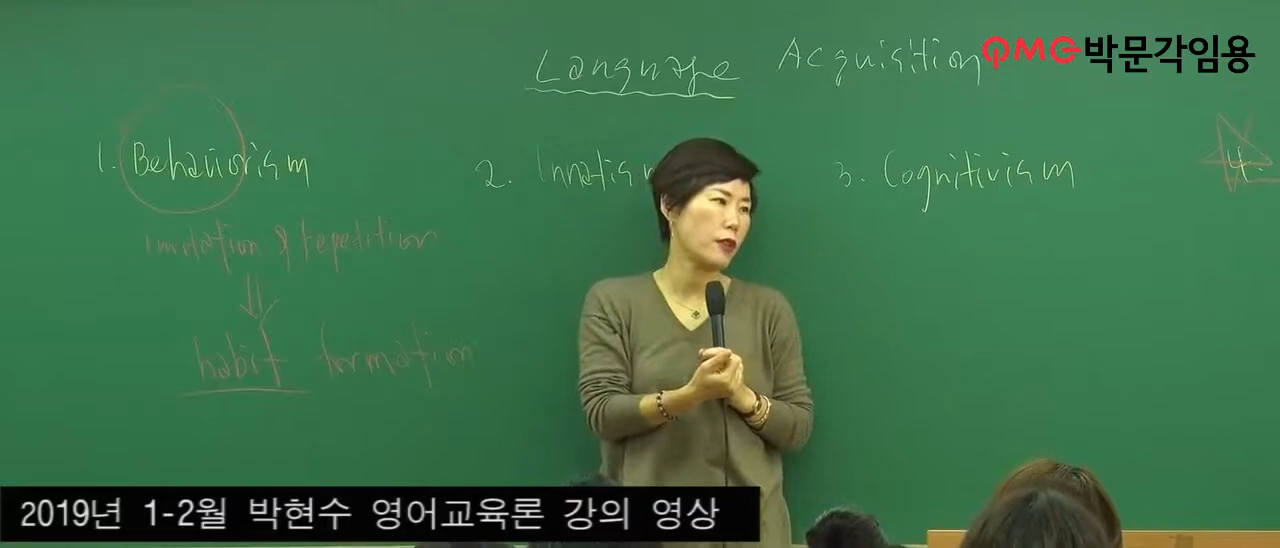 Language Acquisition
PMG박문각임용
1. Behaviorism
2. Innatism
3. Cognitivism
4.
imitation & repetition
habit formation
2019년 1-2월 박현수 영어교육론 강의 영상